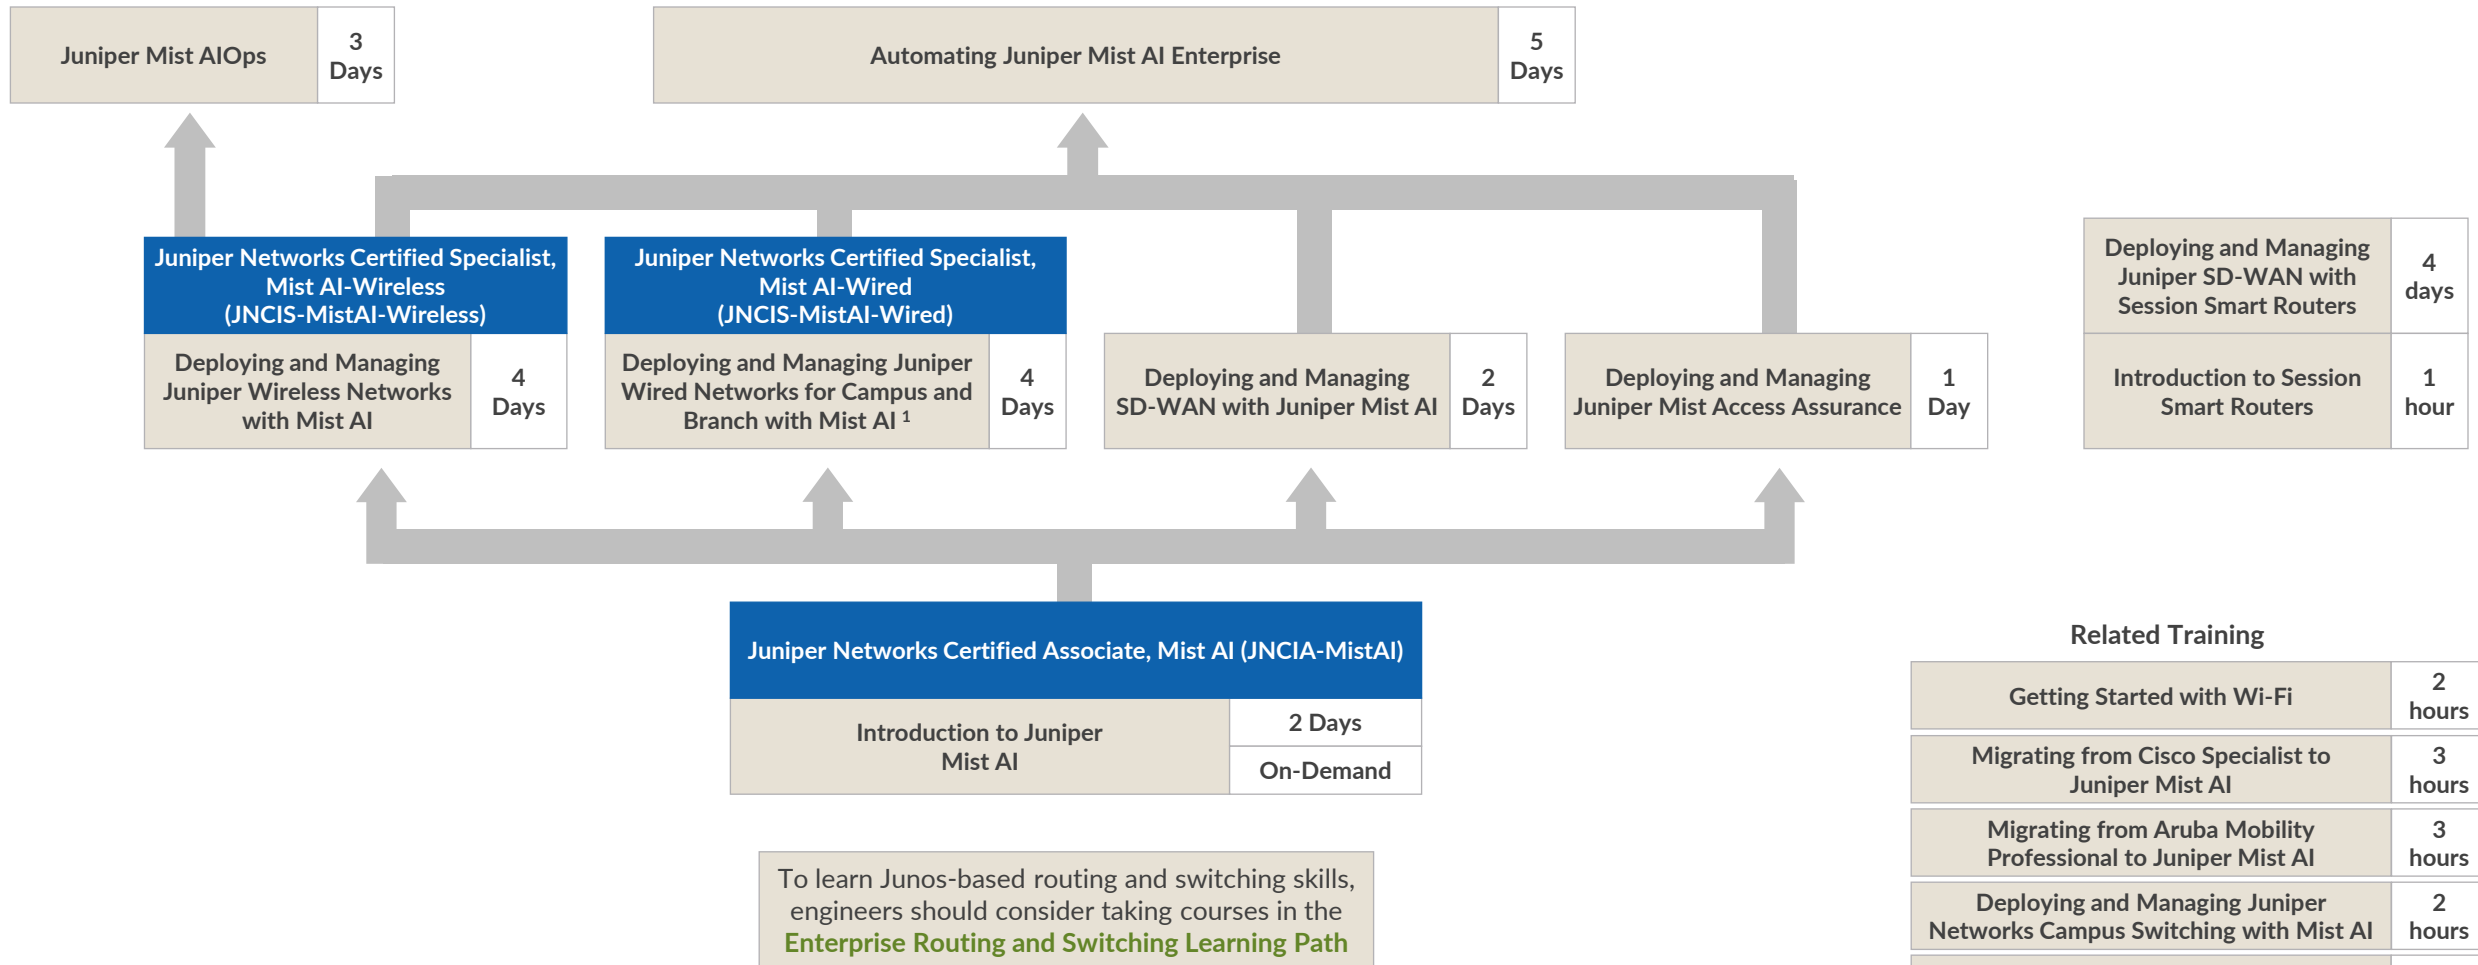 Juniper Mist AIOps
3
Days
Automating Juniper Mist AI Enterprise
5
Days
Juniper Networks Certified Specialist,
Mist AI-Wireless
(JNCIS-MistAI-Wireless)
Deploying and Managing
Juniper Wireless Networks
with Mist AI
4
Days
Juniper Networks Certified Specialist,
Mist AI-Wired
(JNCIS-MistAI-Wired)
Deploying and Managing Juniper
Wired Networks for Campus and
Branch with Mist AI 1
4
Days
Deploying and Managing
SD-WAN with Juniper Mist AI
2
Days
Deploying and Managing
Juniper Mist Access Assurance
1
Day
Deploying and Managing
Juniper SD-WAN with
Session Smart Routers
4
days
Introduction to Session
Smart Routers
1
hour
Juniper Networks Certified Associate, Mist AI (JNCIA-MistAI)
Introduction to Juniper
Mist AI
2 Days
On-Demand
To learn Junos-based routing and switching skills,
engineers should consider taking courses in the
Enterprise Routing and Switching Learning Path
Related Training
Getting Started with Wi-Fi
2
hours
Migrating from Cisco Specialist to
Juniper Mist AI
3
hours
Migrating from Aruba Mobility
Professional to Juniper Mist AI
3
hours
Deploying and Managing Juniper
Networks Campus Switching with Mist AI
2
hours